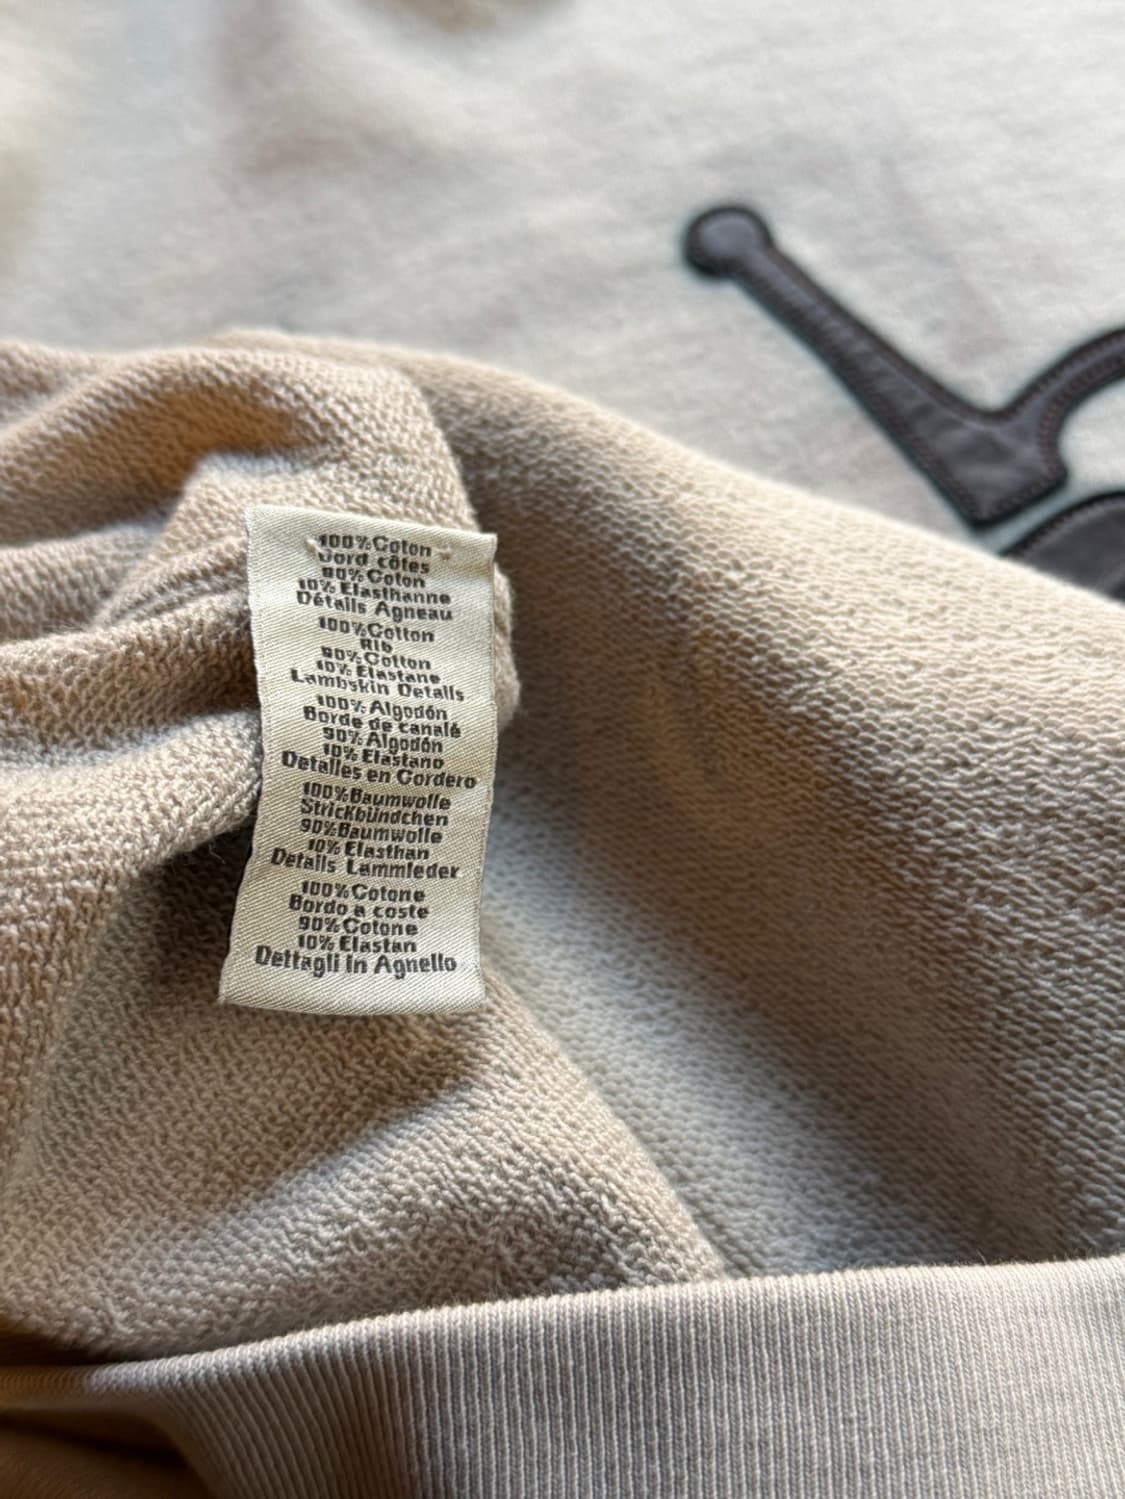 100%Coton
Bord côtes
90%Coton
10%Elasthanne
Détails Agneau
100%Cotton
Rib
90%Cotton
10%Elastane
Lambskin Details
100%Algodón
Borde de canalé
90%Algodón
10%Elastano
Detalles en Cordero
100%Baumwolle
Strickbündchen
90%Baumwolle
10%Elasthan
Details Lammleder
100%Cotone
Bordo a coste
90%Cotone
10%Elastan
Dettagli in Agnello